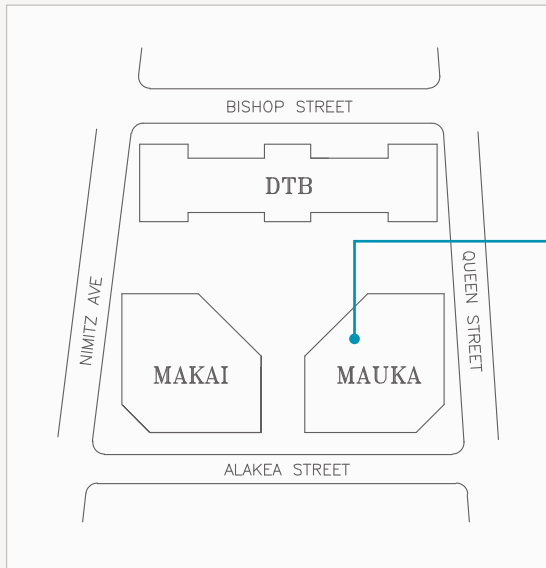 BISHOP STREET
DTB
NIMITZ AVE
QUEEN STREET
MAKAI
MAUKA
ALAKEA STREET